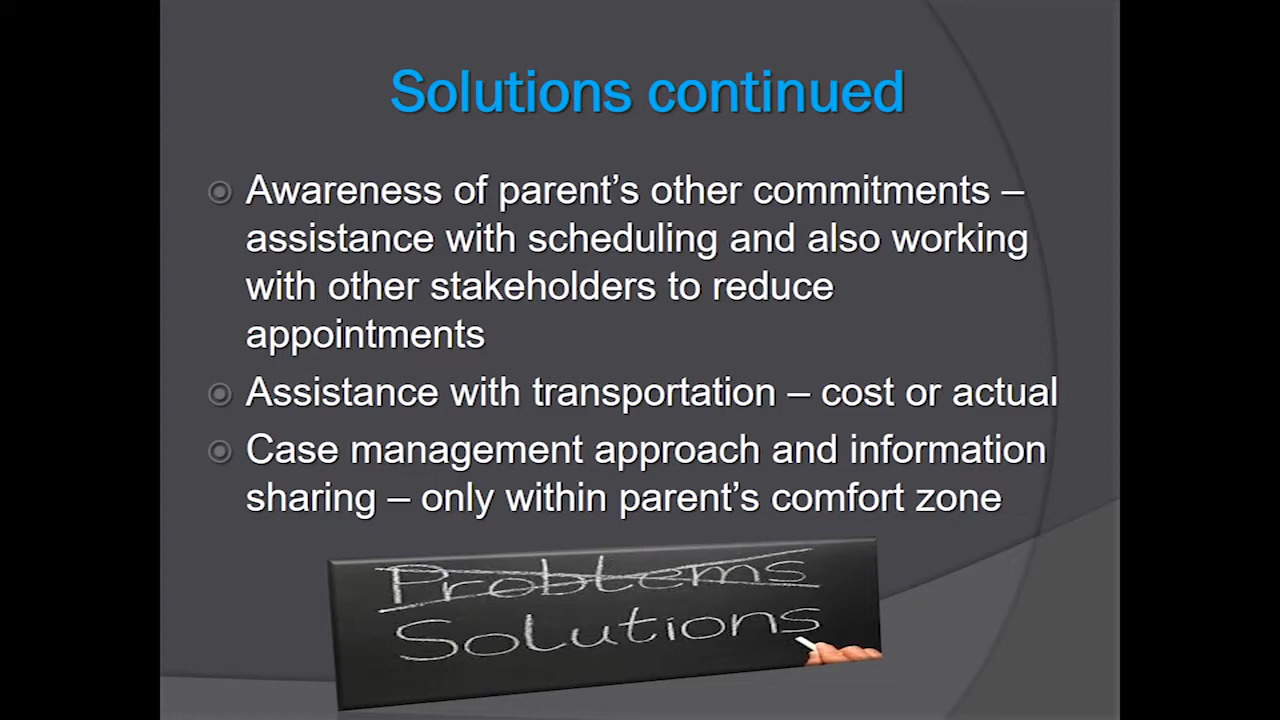 Solutions continued
Awareness of parent’s other commitments –
assistance with scheduling and also working
with other stakeholders to reduce
appointments
Assistance with transportation – cost or actual
Case management approach and information
sharing – only within parent’s comfort zone
Problems
Solutions